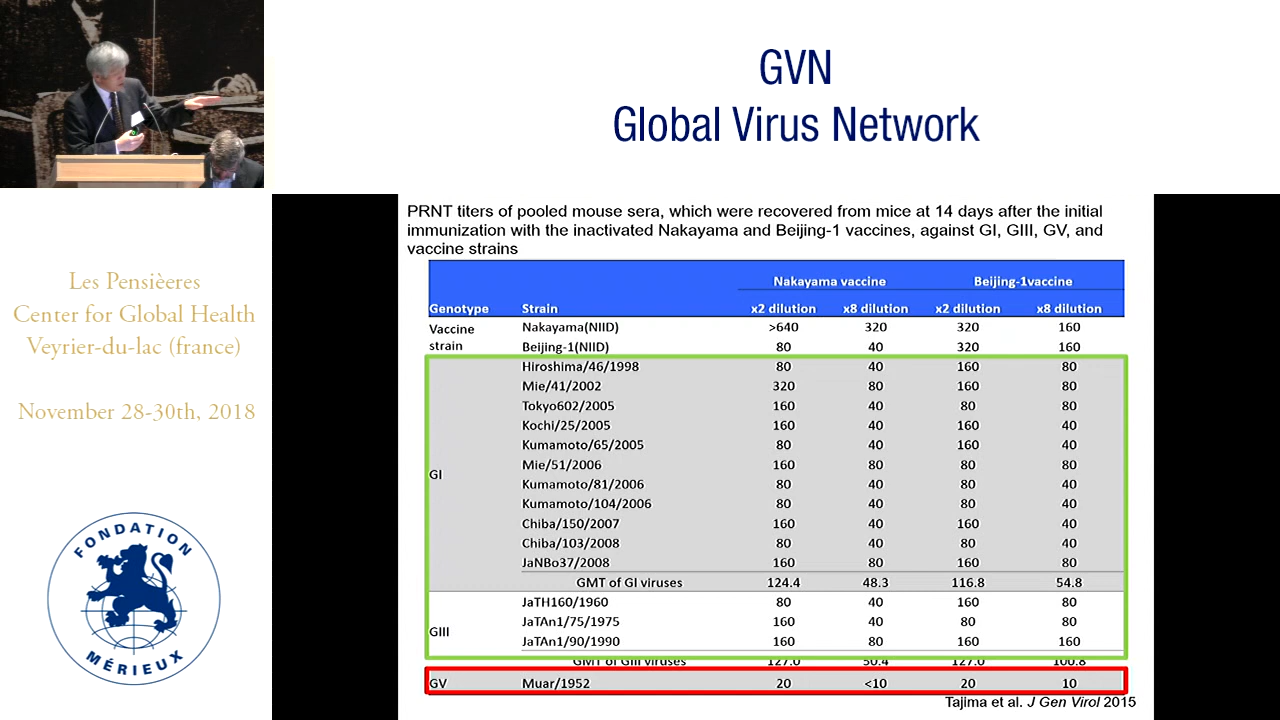 GVN
Global Virus Network
Les Pensièeres
Center for Global Health
Veyrier-du-lac (france)
November 28-30th, 2018
FONDATION
MÉRIEUX
PRNT titers of pooled mouse sera, which were recovered from mice at 14 days after the initial
immunization with the inactivated Nakayama and Beijing-1 vaccines, against GI, GIII, GV, and
vaccine strains
Nakayama vaccine Beijing-1vaccine
Genotype Strain x2 dilution x8 dilution x2 dilution x8 dilution
Vaccine Nakayama(NIID) >640 320 320 160
strain Beijing-1(NIID) 80 40 320 160
Hiroshima/46/1998 80 40 160 80
Mie/41/2002 320 80 160 80
Tokyo602/2005 160 40 80 80
Kochi/25/2005 160 40 160 40
Kumamoto/65/2005 80 40 160 40
GI Mie/51/2006 160 80 80 80
Kumamoto/81/2006 80 40 80 40
Kumamoto/104/2006 80 40 80 40
Chiba/150/2007 160 40 160 40
Chiba/103/2008 80 40 80 40
JaNBo37/2008 160 80 160 80
GMT of GI viruses 124.4 48.3 116.8 54.8
JaTH160/1960 80 40 160 80
JaTAn1/75/1975 160 40 80 80
GIII JaTAn1/90/1990 160 80 160 160
GMT of GIII viruses 127.0 50.4 127.0 100.8
GV Muar/1952 20 <10 20 10
Tajima et al. J Gen Virol 2015